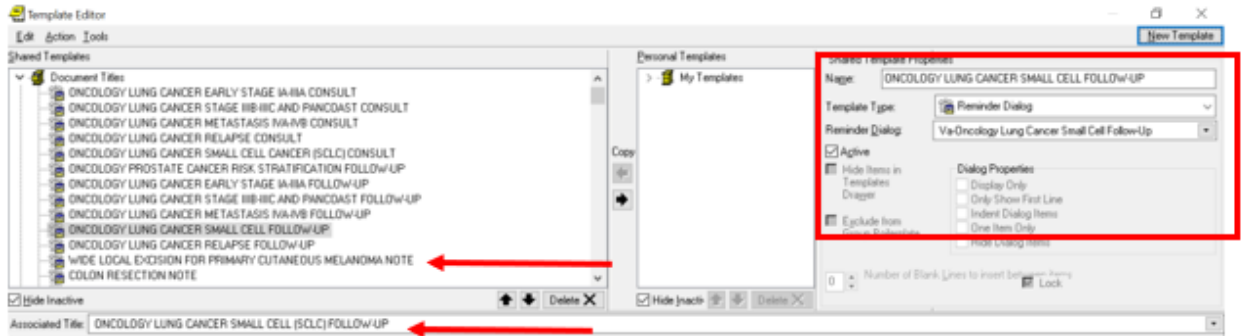 Template Editor
Edit Action Tools
New Template
Shared Templates
Document Titles
ONCOLOGY LUNG CANCER EARLY STAGE IA-IIIA CONSULT
ONCOLOGY LUNG CANCER STAGE IIIB-IIIC AND PANCOAST CONSULT
ONCOLOGY LUNG CANCER METASTASIS IVA-IVB CONSULT
ONCOLOGY LUNG CANCER RELAPSE CONSULT
ONCOLOGY LUNG CANCER SMALL CELL CANCER (SCLC) CONSULT
ONCOLOGY PROSTATE CANCER RISK STRATIFICATION FOLLOW-UP
ONCOLOGY LUNG CANCER EARLY STAGE IA-IIIA FOLLOW-UP
ONCOLOGY LUNG CANCER STAGE IIIB-IIIC AND PANCOAST FOLLOW-UP
ONCOLOGY LUNG CANCER METASTASIS IVA-IVB FOLLOW-UP
ONCOLOGY LUNG CANCER SMALL CELL FOLLOW-UP
ONCOLOGY LUNG CANCER RELAPSE FOLLOW-UP
WIDE LOCAL EXCISION FOR PRIMARY CUTANEOUS MELANOMA NOTE
COLON RESECTION NOTE
Hide Inactive
Delete
Copy
Personal Templates
My Templates
Hide Inactiv
Delete
Shared Template Properties
Name: ONCOLOGY LUNG CANCER SMALL CELL FOLLOW-UP
Template Type: Reminder Dialog
Reminder Dialog: Va-Oncology Lung Cancer Small Cell Follow-Up
Active
Hide Items in
Templates
Drawer
Exclude from
Group Boilerplate
Dialog Properties
Display Only
Only Show First Line
Indent Dialog Items
One Item Only
Hide Dialog Items
0 Number of Blank Lines to insert between items
Lock
Associated Title: ONCOLOGY LUNG CANCER SMALL CELL (SCLC) FOLLOW-UP